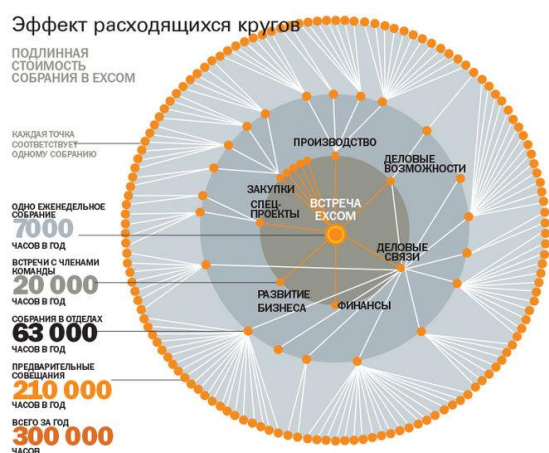 Эффект расходящихся кругов
ПОДЛИННАЯ
СТОИМОСТЬ
СОБРАНИЯ В EXCOM
КАЖДАЯ ТОЧКА
СООТВЕТСТВУЕТ
ОДНОМУ СОБРАНИЮ
ОДНО ЕЖЕНЕДЕЛЬНОЕ
СОБРАНИЕ
7000
ЧАСОВ В ГОД
ВСТРЕЧИ С ЧЛЕНАМИ
КОМАНДЫ
20 000
ЧАСОВ В ГОД
СОБРАНИЯ В ОТДЕЛАХ
63 000
ЧАСОВ В ГОД
ПРЕДВАРИТЕЛЬНЫЕ
СОВЕЩАНИЯ
210 000
ЧАСОВ В ГОД
ВСЕГО ЗА ГОД
300 000
ЧАСОВ
ПРОИЗВОДСТВО
ДЕЛОВЫЕ
ВОЗМОЖНОСТИ
ЗАКУПКИ
СПЕЦ-
ПРОЕКТЫ
ВСТРЕЧА
EXCOM
ДЕЛОВЫЕ
СВЯЗИ
РАЗВИТИЕ
БИЗНЕСА
ФИНАНСЫ